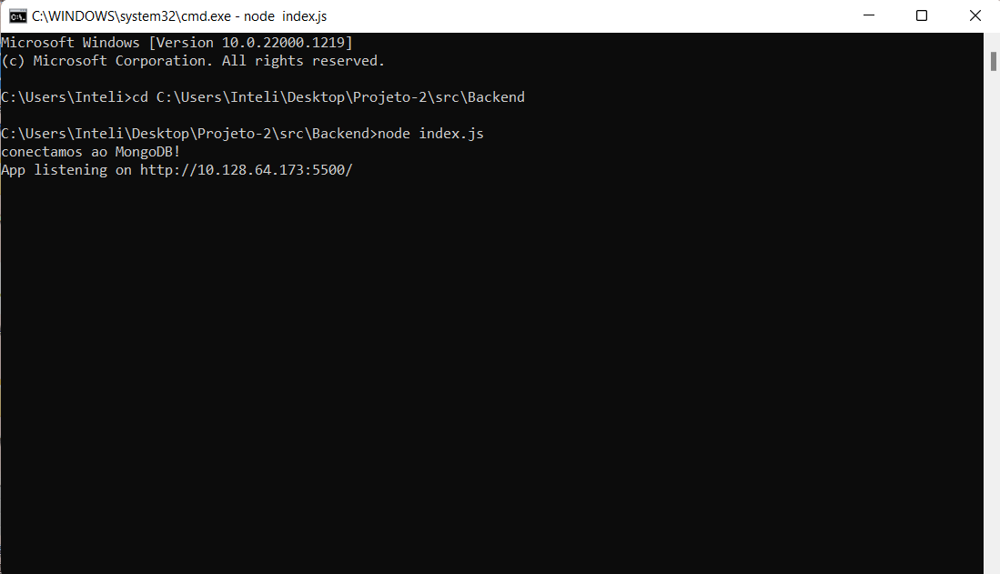 C:\WINDOWS\system32\cmd.exe - node  index.js
Microsoft Windows [Version 10.0.22000.1219]
(c) Microsoft Corporation. All rights reserved.
C:\Users\Inteli>cd C:\Users\Inteli\Desktop\Projeto-2\src\Backend
C:\Users\Inteli\Desktop\Projeto-2\src\Backend>node index.js
conectamos ao MongoDB!
App listening on http://10.128.64.173:5500/